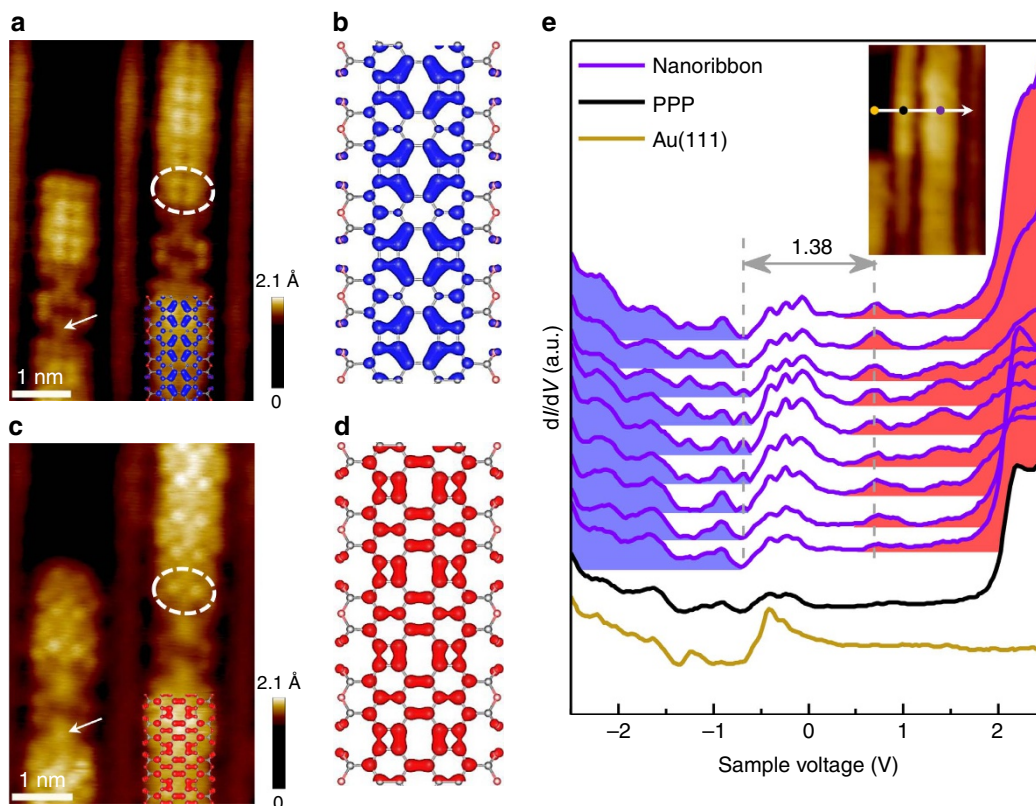 a
2.1 Å
0
1 nm
b
c
2.1 Å
0
1 nm
d
e
Nanoribbon
PPP
Au(111)
1.38
dI/dV (a.u.)
–2 –1 0 1 2
Sample voltage (V)